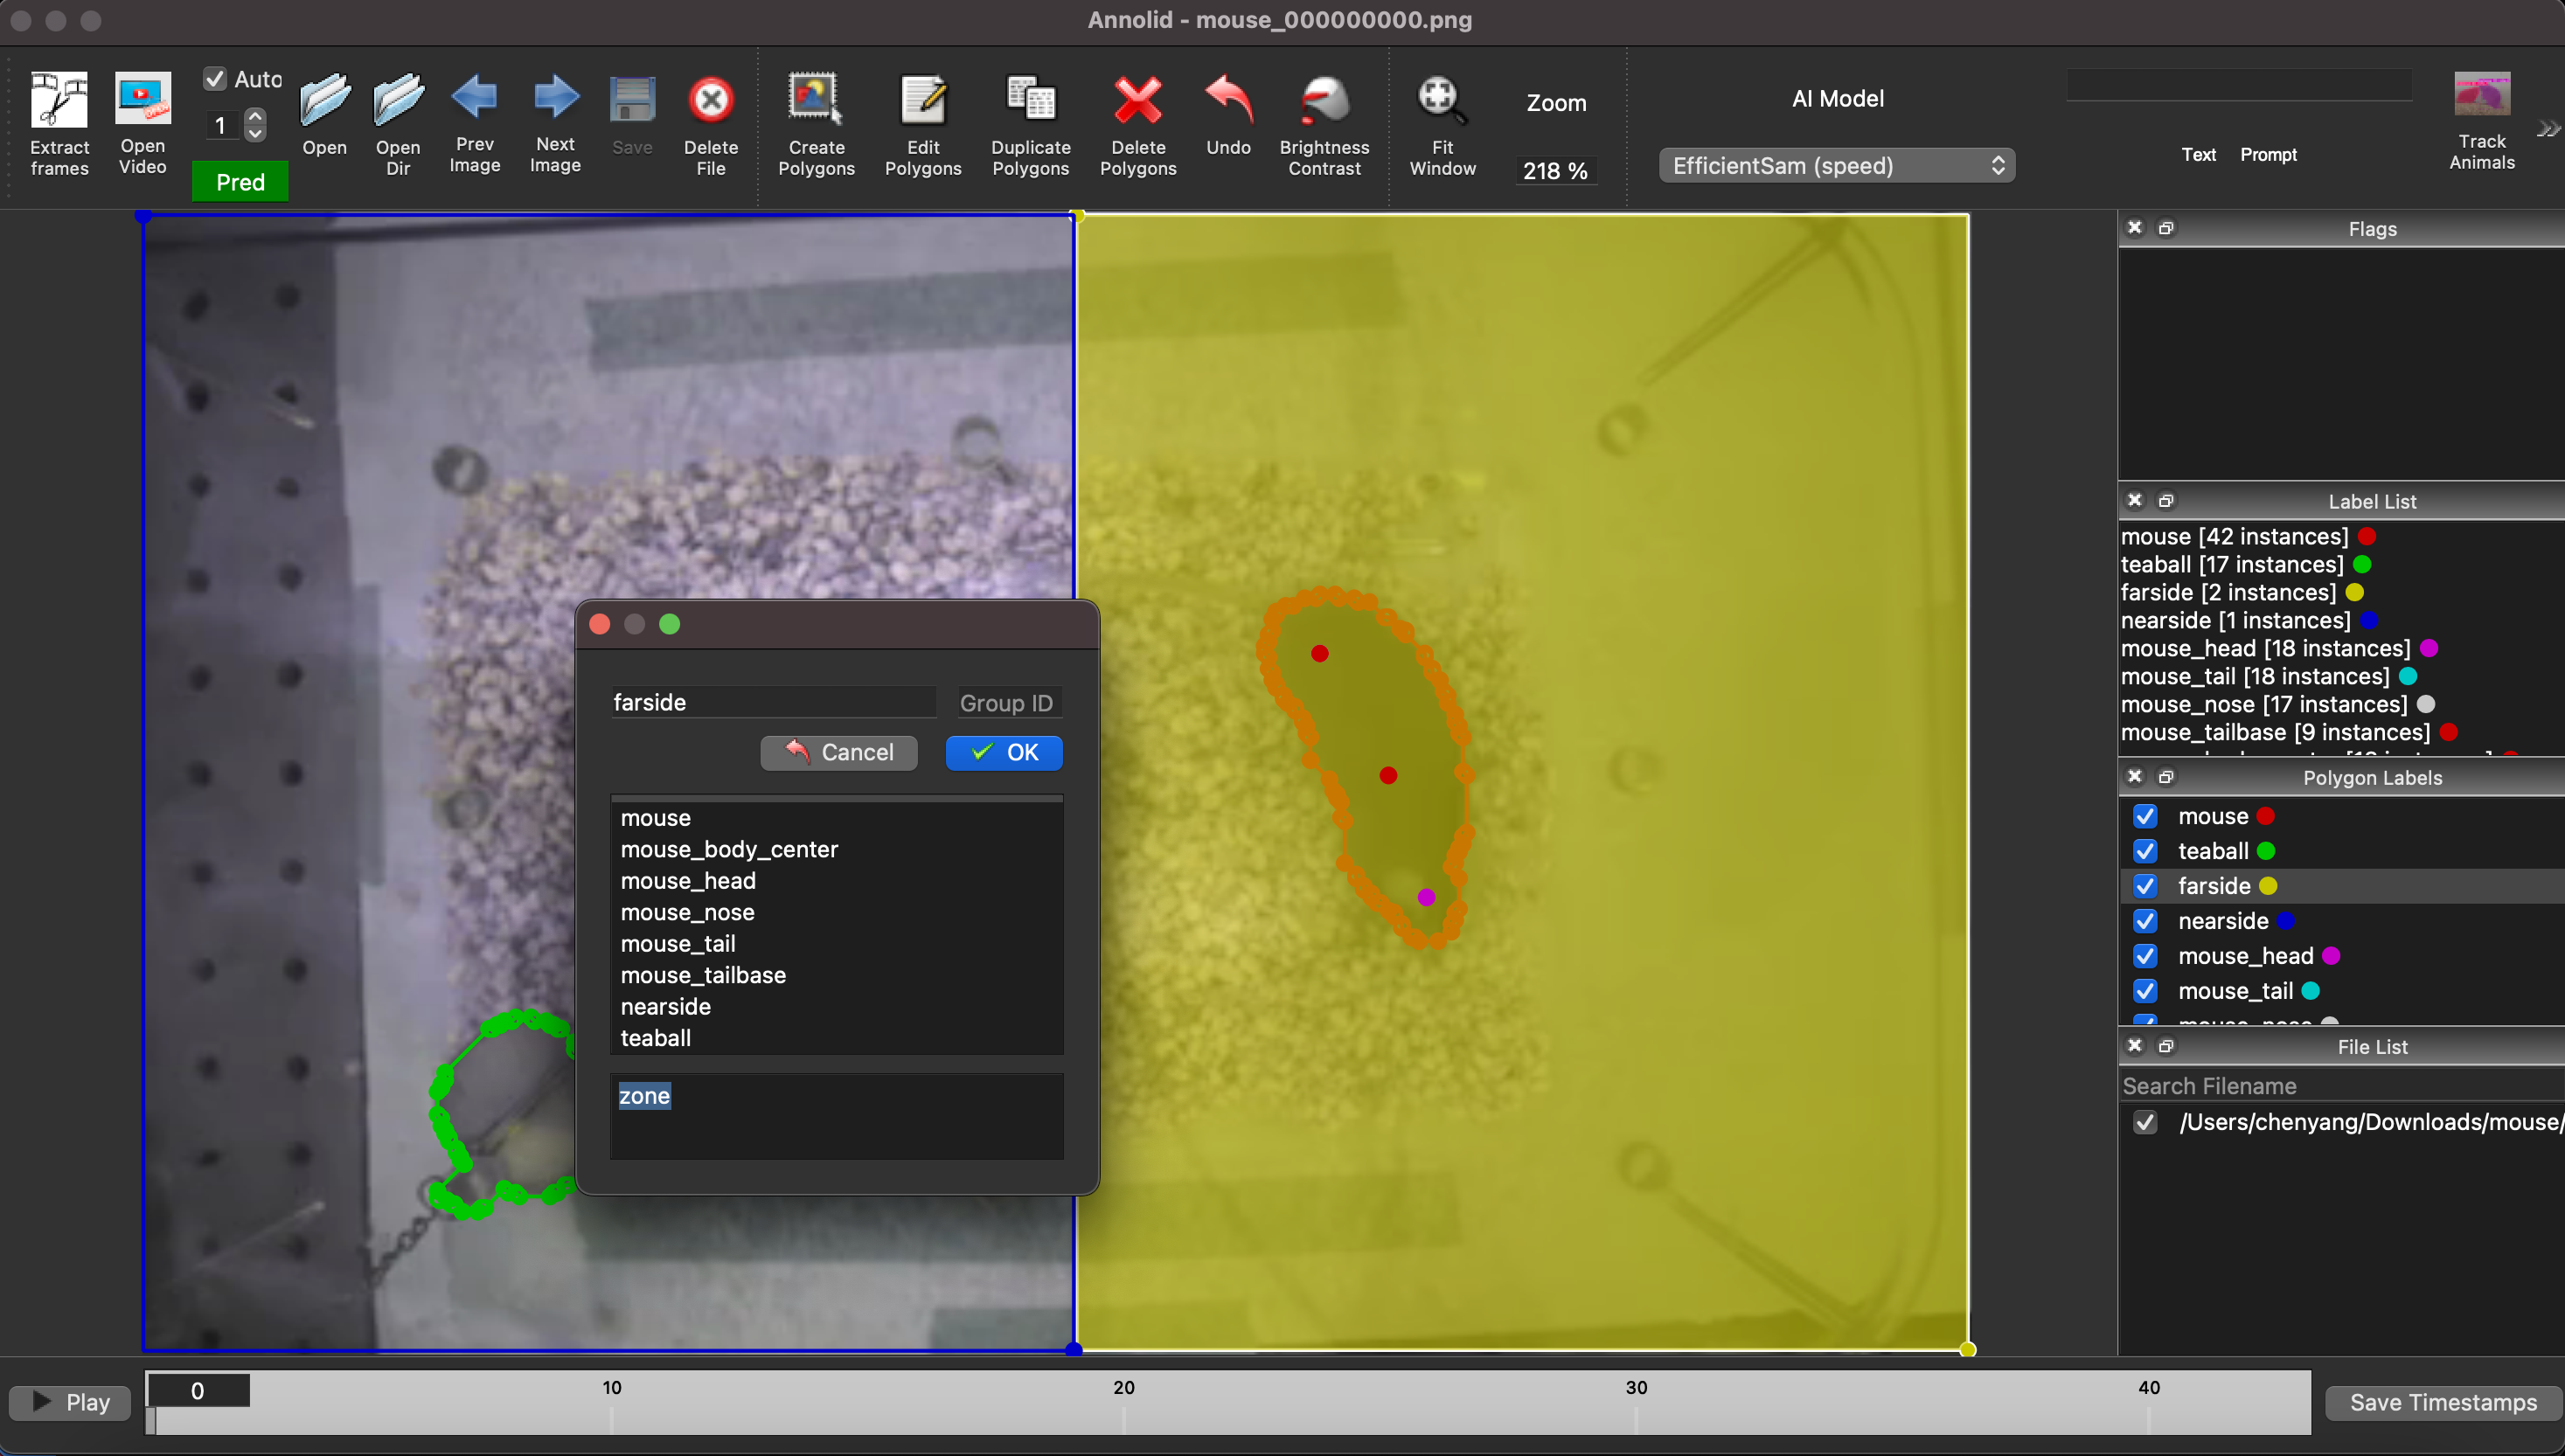 Annolid - mouse_000000000.png
Extract frames
Open Video
Auto
1
Pred
Open
Open Dir
Prev Image
Next Image
Save
Delete File
Create Polygons
Edit Polygons
Duplicate Polygons
Delete Polygons
Undo
Brightness Contrast
Fit Window
Zoom
218 %
AI Model
EfficientSam (speed)
Text Prompt
Track Animals
Flags
Label List
mouse [42 instances]
teaball [17 instances]
farside [2 instances]
nearside [1 instances]
mouse_head [18 instances]
mouse_tail [18 instances]
mouse_nose [17 instances]
mouse_tailbase [9 instances]
Polygon Labels
mouse
teaball
farside
nearside
mouse_head
mouse_tail
File List
Search Filename
/Users/chenyang/Downloads/mouse/
farside
Group ID
Cancel
OK
mouse
mouse_body_center
mouse_head
mouse_nose
mouse_tail
mouse_tailbase
nearside
teaball
zone
Play
0
10
20
30
40
Save Timestamps